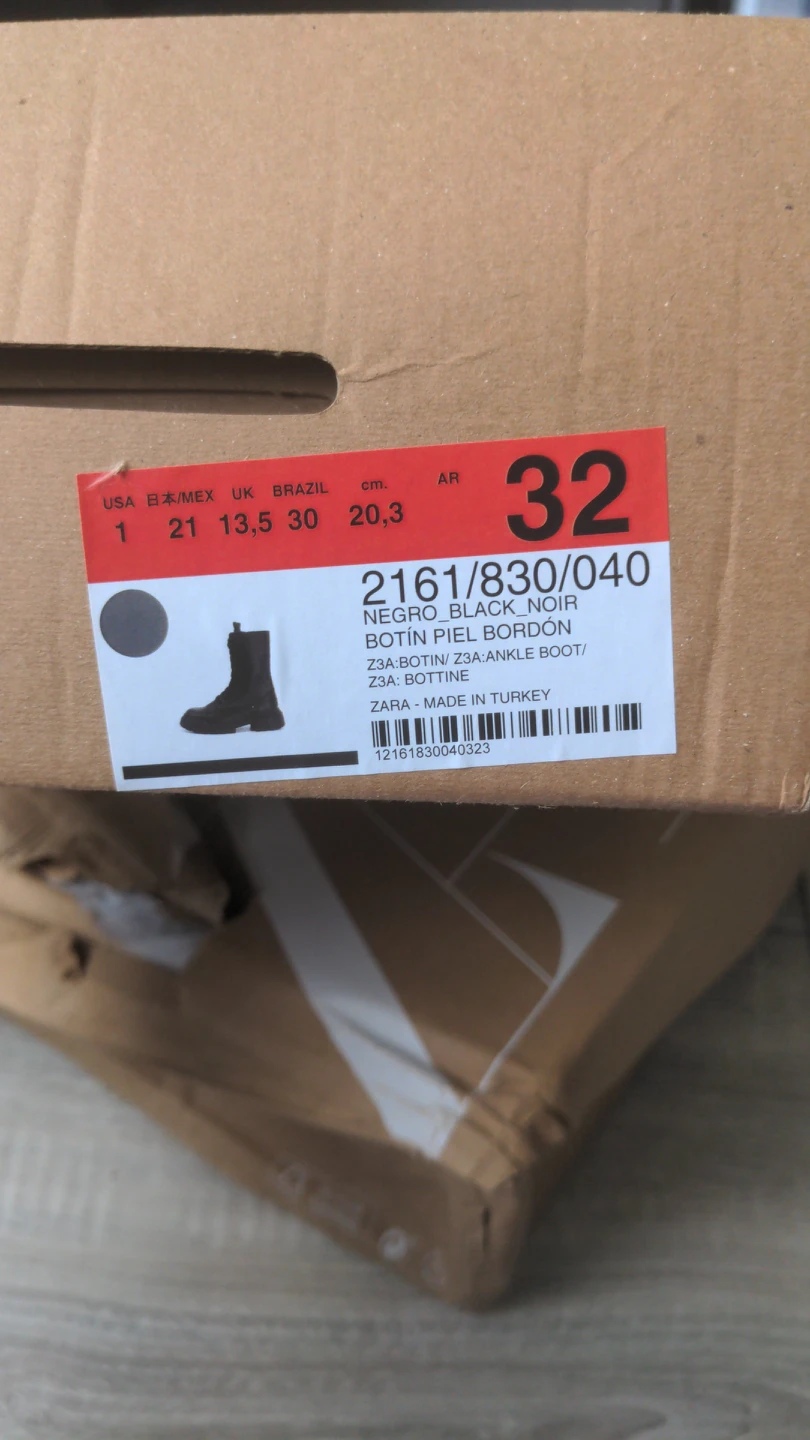 USA 日本/MEX UK BRAZIL cm. AR
1 21 13,5 30 20,3
32
2161/830/040
NEGRO_BLACK_NOIR
BOTÍN PIEL BORDÓN
Z3A:BOTIN/ Z3A:ANKLE BOOT/
Z3A: BOTTINE
ZARA - MADE IN TURKEY
12161830040323